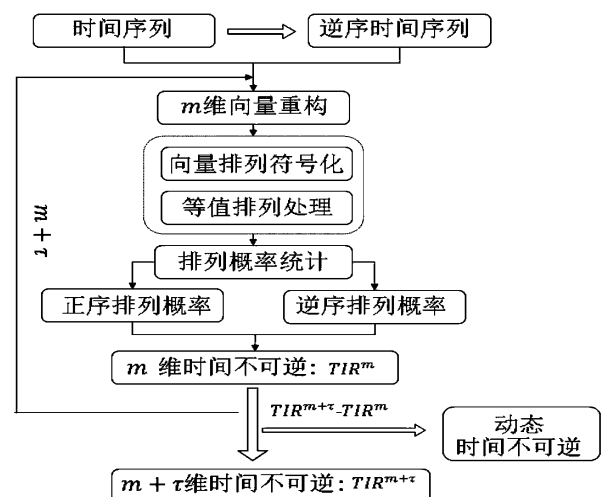 时间序列
逆序时间序列
m维向量重构
向量排列符号化
等值排列处理
m + τ
排列概率统计
正序排列概率
逆序排列概率
m 维时间不可逆: TIR^m
TIR^{m+τ}-TIR^m
动态
时间不可逆
m + τ维时间不可逆: TIR^{m+τ}